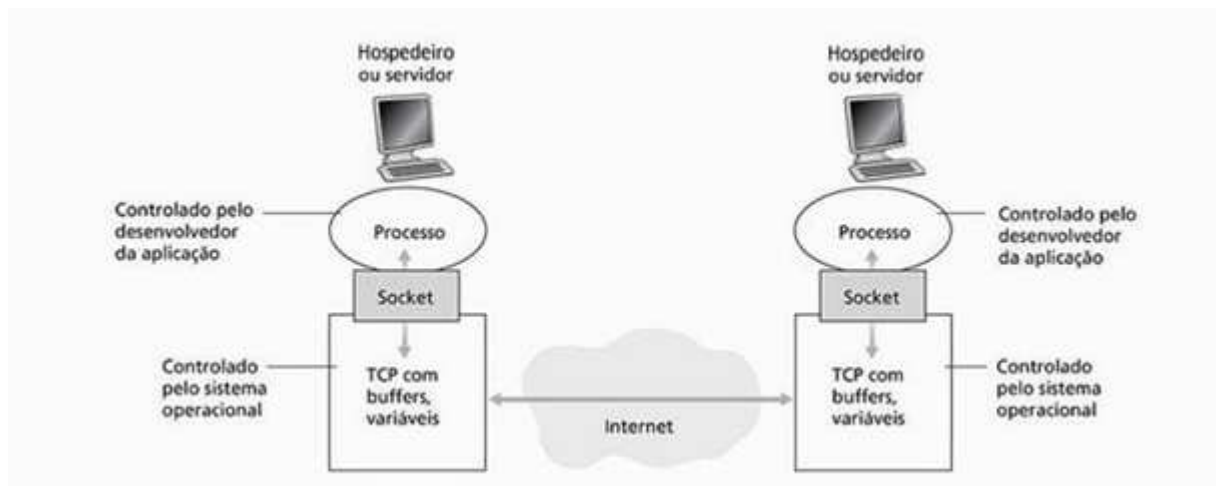 Hospedeiro
ou servidor
Controlado pelo
desenvolvedor
da aplicação
Processo
Socket
Controlado
pelo sistema
operacional
TCP com
buffers,
variáveis
Internet
Hospedeiro
ou servidor
Processo
Controlado pelo
desenvolvedor
da aplicação
Socket
TCP com
buffers,
variáveis
Controlado
pelo sistema
operacional